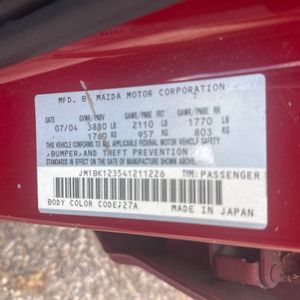 MFD. BY MAZDA MOTOR CORPORATION
GVWR/PNBV GAWR/PNBE FR GAWR/PNBE RR
07/04 3880 LB 2110 LB 1770 LB
1760 KG 957 KG 803 KG
THIS VEHICLE CONFORMS TO ALL APPLICABLE FEDERAL MOTOR VEHICLE SAFETY
, BUMPER, AND THEFT PREVENTION
STANDARDS IN EFFECT ON THE DATE OF MANUFACTURE SHOWN ABOVE.
JM1BK123541211226 TYPE: PASSENGER
BODY COLOR CODE: 27A MADE IN JAPAN